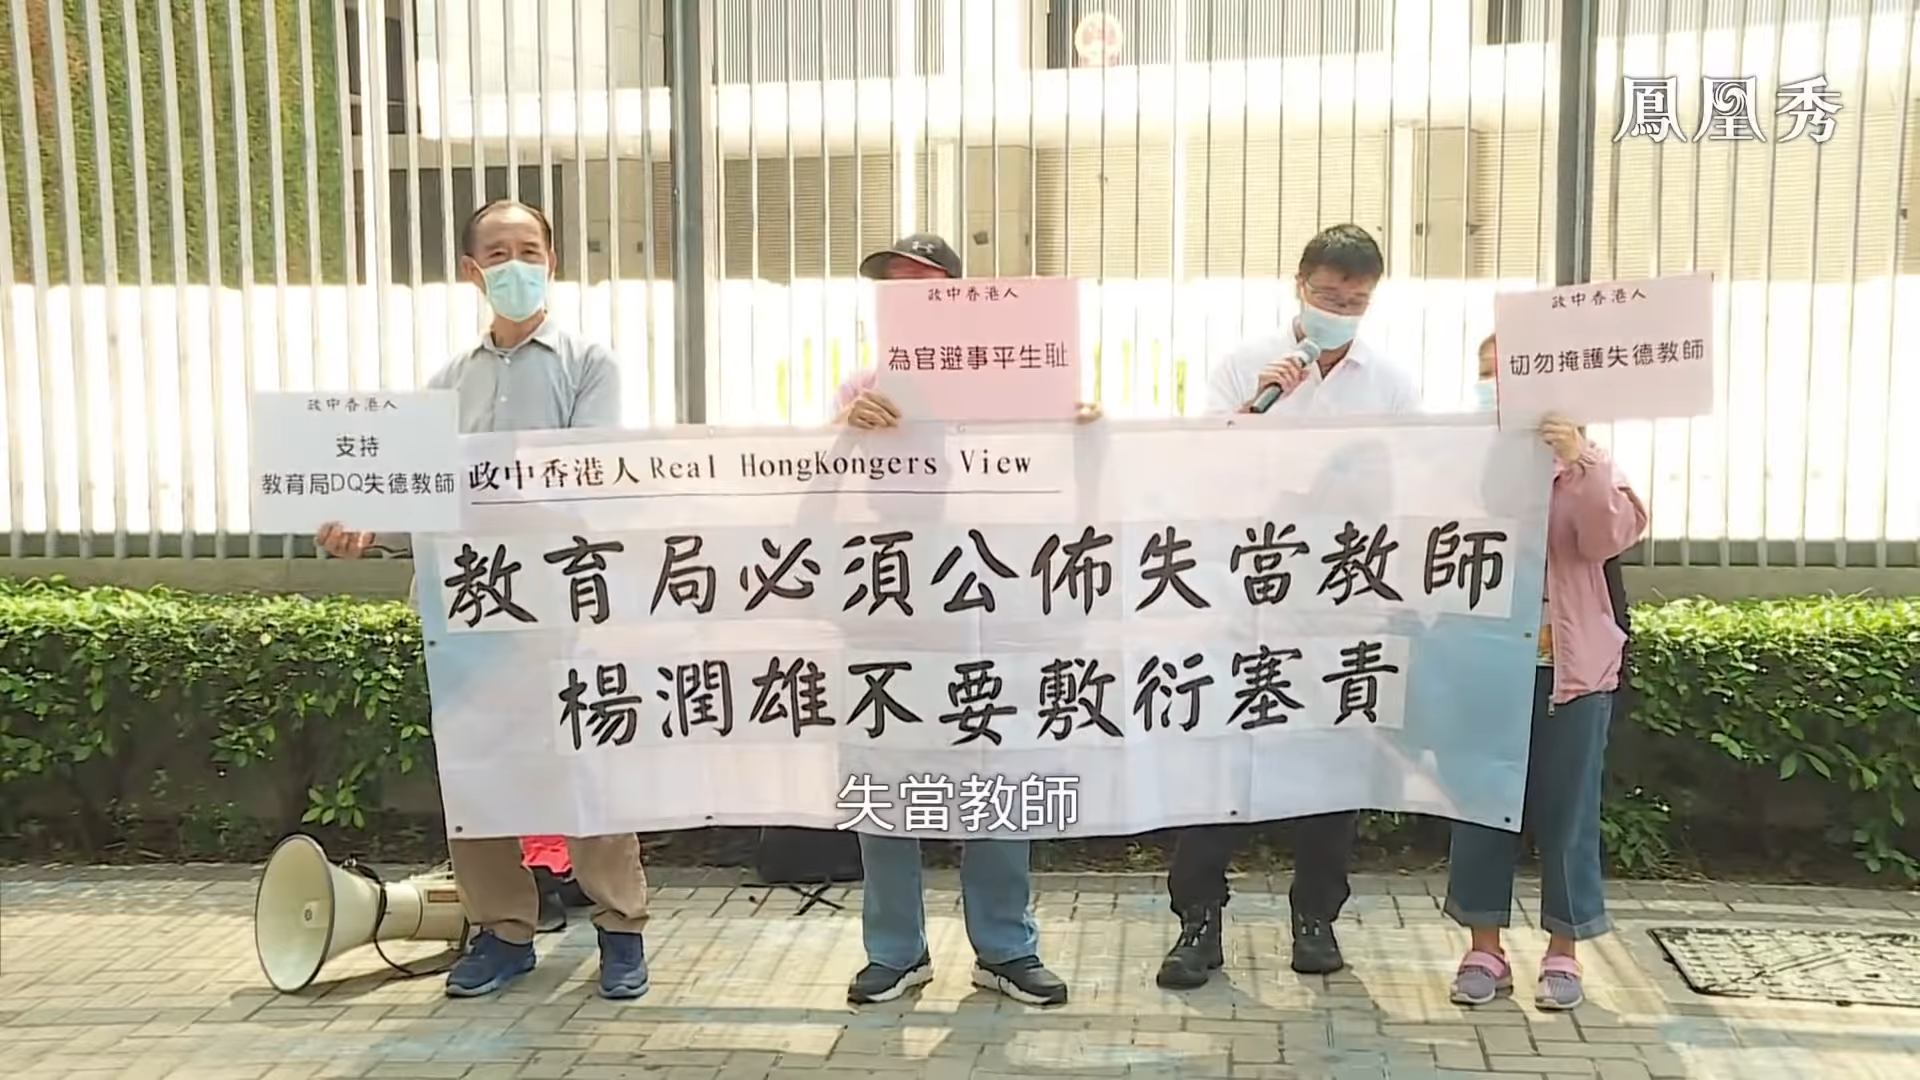 鳳凰秀
政中香港人
為官避事平生耻
政中香港人
切勿掩護失德教師
政中香港人
支持
教育局DQ失德教師
政中香港人 Real HongKongers View
教育局必須公佈失當教師
楊潤雄不要敷衍塞責
失當教師